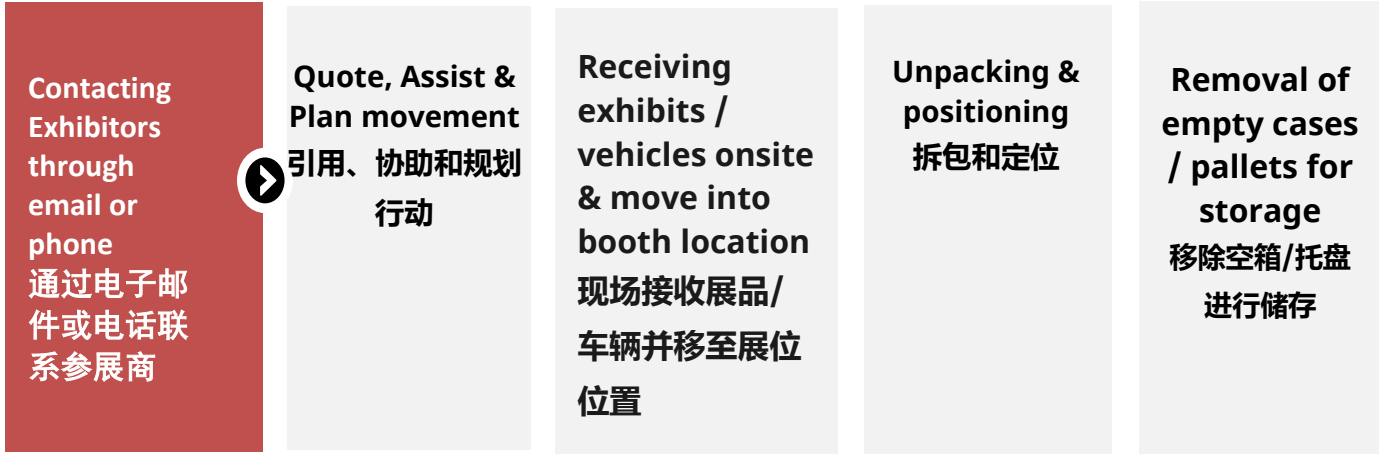 Contacting
Exhibitors
through
email or
phone
通过电子邮
件或电话联
系参展商
Quote, Assist &
Plan movement
引用、协助和规划
行动
Receiving
exhibits /
vehicles onsite
& move into
booth location
现场接收展品/
车辆并移至展位
位置
Unpacking &
positioning
拆包和定位
Removal of
empty cases
/ pallets for
storage
移除空箱/托盘
进行储存